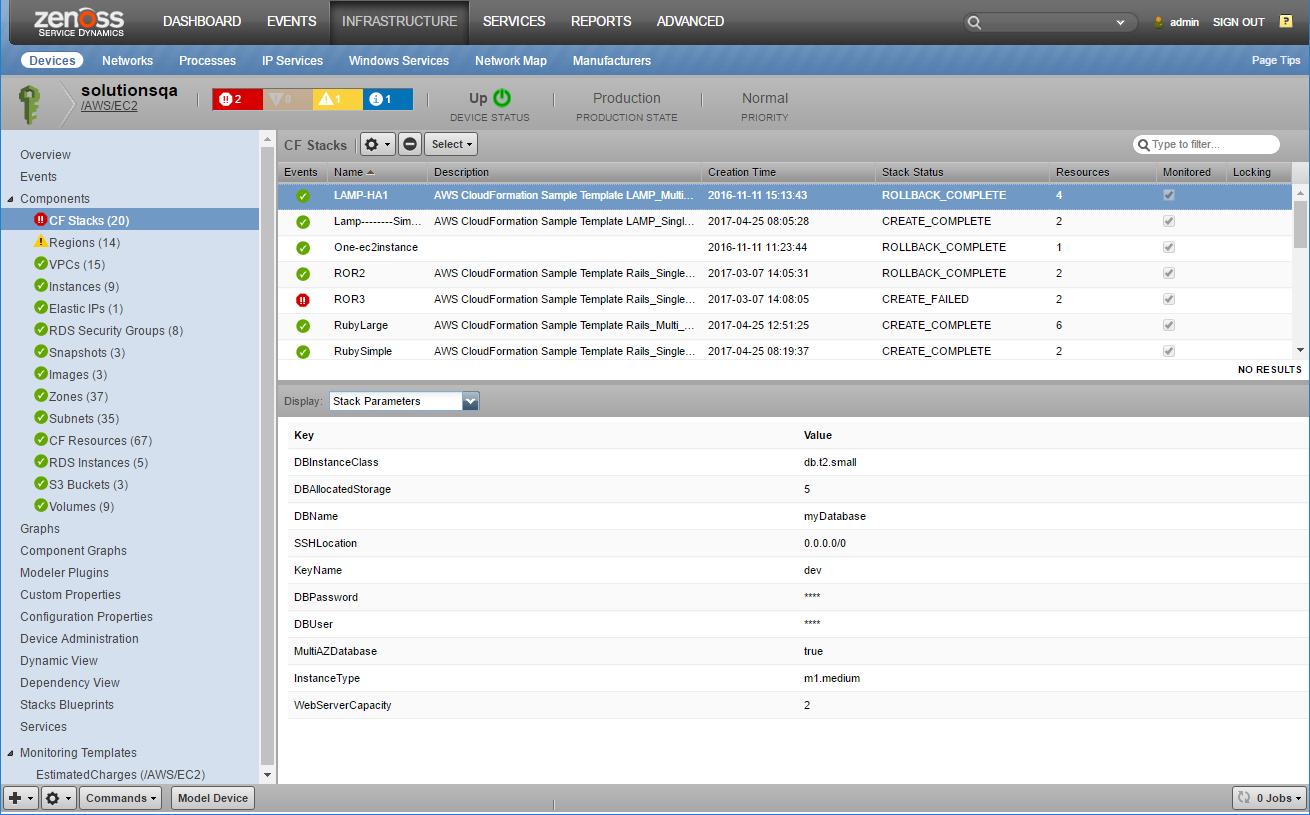 zenoss DASHBOARD EVENTS INFRASTRUCTURE SERVICES REPORTS ADVANCED admin SIGN OUT ?
SERVICE DYNAMICS
Devices Networks Processes IP Services Windows Services Network Map Manufacturers Page Tips
solutionsqa
/AWS/EC2
2 0 1 1
Up Production Normal
DEVICE STATUS PRODUCTION STATE PRIORITY
Overview
Events
Components
CF Stacks (20)
Regions (14)
VPCs (15)
Instances (9)
Elastic IPs (1)
RDS Security Groups (8)
Snapshots (3)
Images (3)
Zones (37)
Subnets (35)
CF Resources (67)
RDS Instances (5)
S3 Buckets (3)
Volumes (9)
Graphs
Component Graphs
Modeler Plugins
Custom Properties
Configuration Properties
Device Administration
Dynamic View
Dependency View
Stacks Blueprints
Services
Monitoring Templates
EstimatedCharges (/AWS/EC2)
CF Stacks Select Type to filter...
Events Name Description Creation Time Stack Status Resources Monitored Locking
LAMP-HA1 AWS CloudFormation Sample Template LAMP_Multi... 2016-11-11 15:13:43 ROLLBACK_COMPLETE 4
Lamp--------Sim... AWS CloudFormation Sample Template LAMP_Singl... 2017-04-25 08:05:28 CREATE_COMPLETE 2
One-ec2instance 2016-11-11 11:23:44 ROLLBACK_COMPLETE 1
ROR2 AWS CloudFormation Sample Template Rails_Single... 2017-03-07 14:05:31 ROLLBACK_COMPLETE 2
ROR3 AWS CloudFormation Sample Template Rails_Single... 2017-03-07 14:08:05 CREATE_FAILED 2
RubyLarge AWS CloudFormation Sample Template Rails_Multi_... 2017-04-25 12:51:25 CREATE_COMPLETE 6
RubySimple AWS CloudFormation Sample Template Rails_Single... 2017-04-25 08:19:37 CREATE_COMPLETE 2
NO RESULTS
Display: Stack Parameters
Key Value
DBInstanceClass db.t2.small
DBAllocatedStorage 5
DBName myDatabase
SSHLocation 0.0.0.0/0
KeyName dev
DBPassword ****
DBUser ****
MultiAZDatabase true
InstanceType m1.medium
WebServerCapacity 2
Commands Model Device 0 Jobs